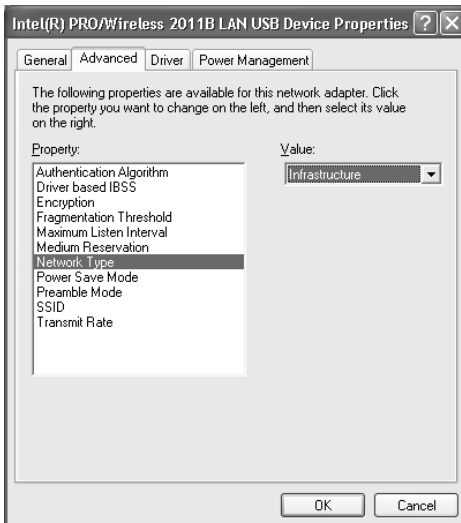 Intel(R) PRO/Wireless 2011B LAN USB Device Properties
General Advanced Driver Power Management
The following properties are available for this network adapter. Click
the property you want to change on the left, and then select its value
on the right.
Property: Value:
Authentication Algorithm Infrastructure
Driver based IBSS
Encryption
Fragmentation Threshold
Maximum Listen Interval
Medium Reservation
Network Type
Power Save Mode
Preamble Mode
SSID
Transmit Rate
OK Cancel